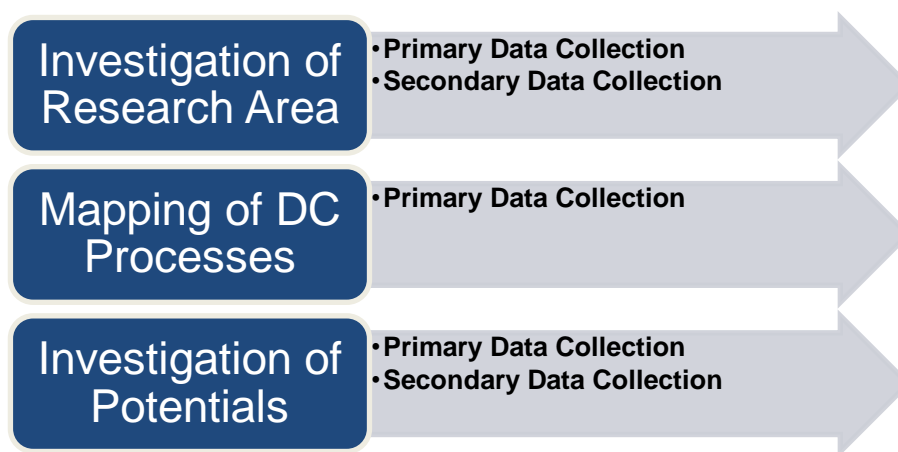 Investigation of
Research Area
•Primary Data Collection
•Secondary Data Collection
Mapping of DC
Processes
•Primary Data Collection
Investigation of
Potentials
•Primary Data Collection
•Secondary Data Collection